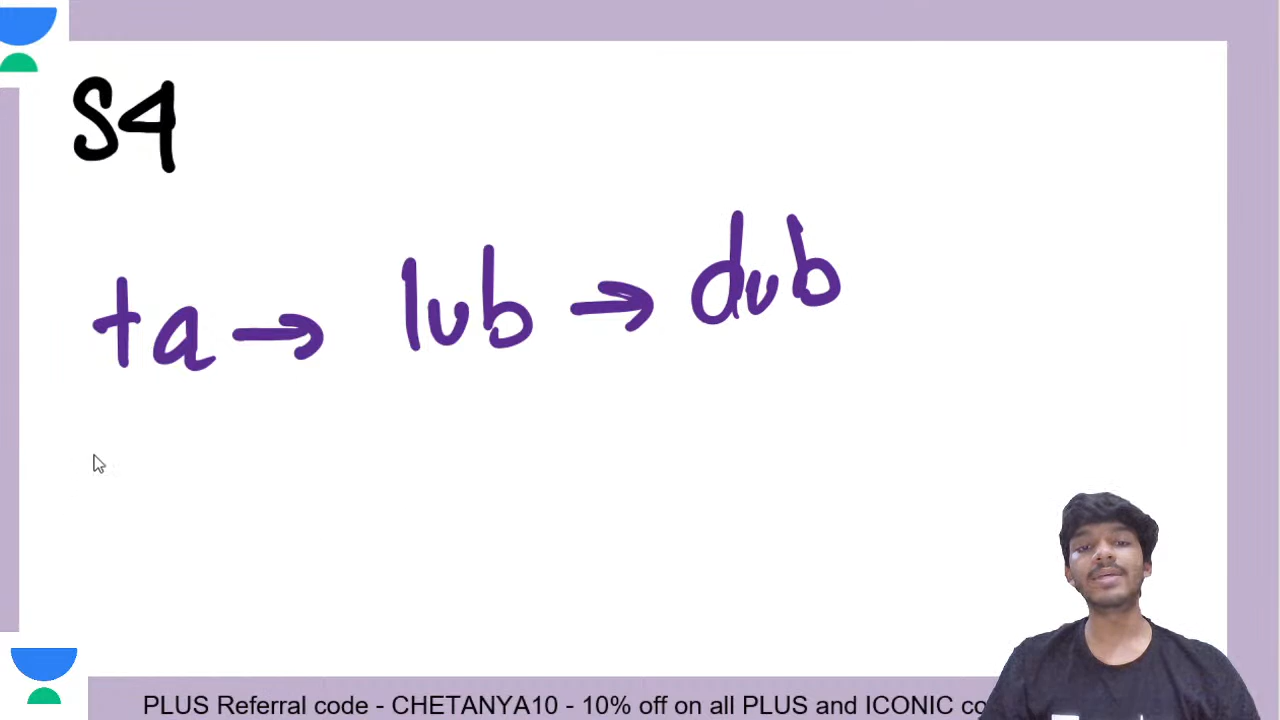 S4
ta → lub → dub
PLUS Referral code - CHETANYA10 - 10% off on all PLUS and ICONIC co